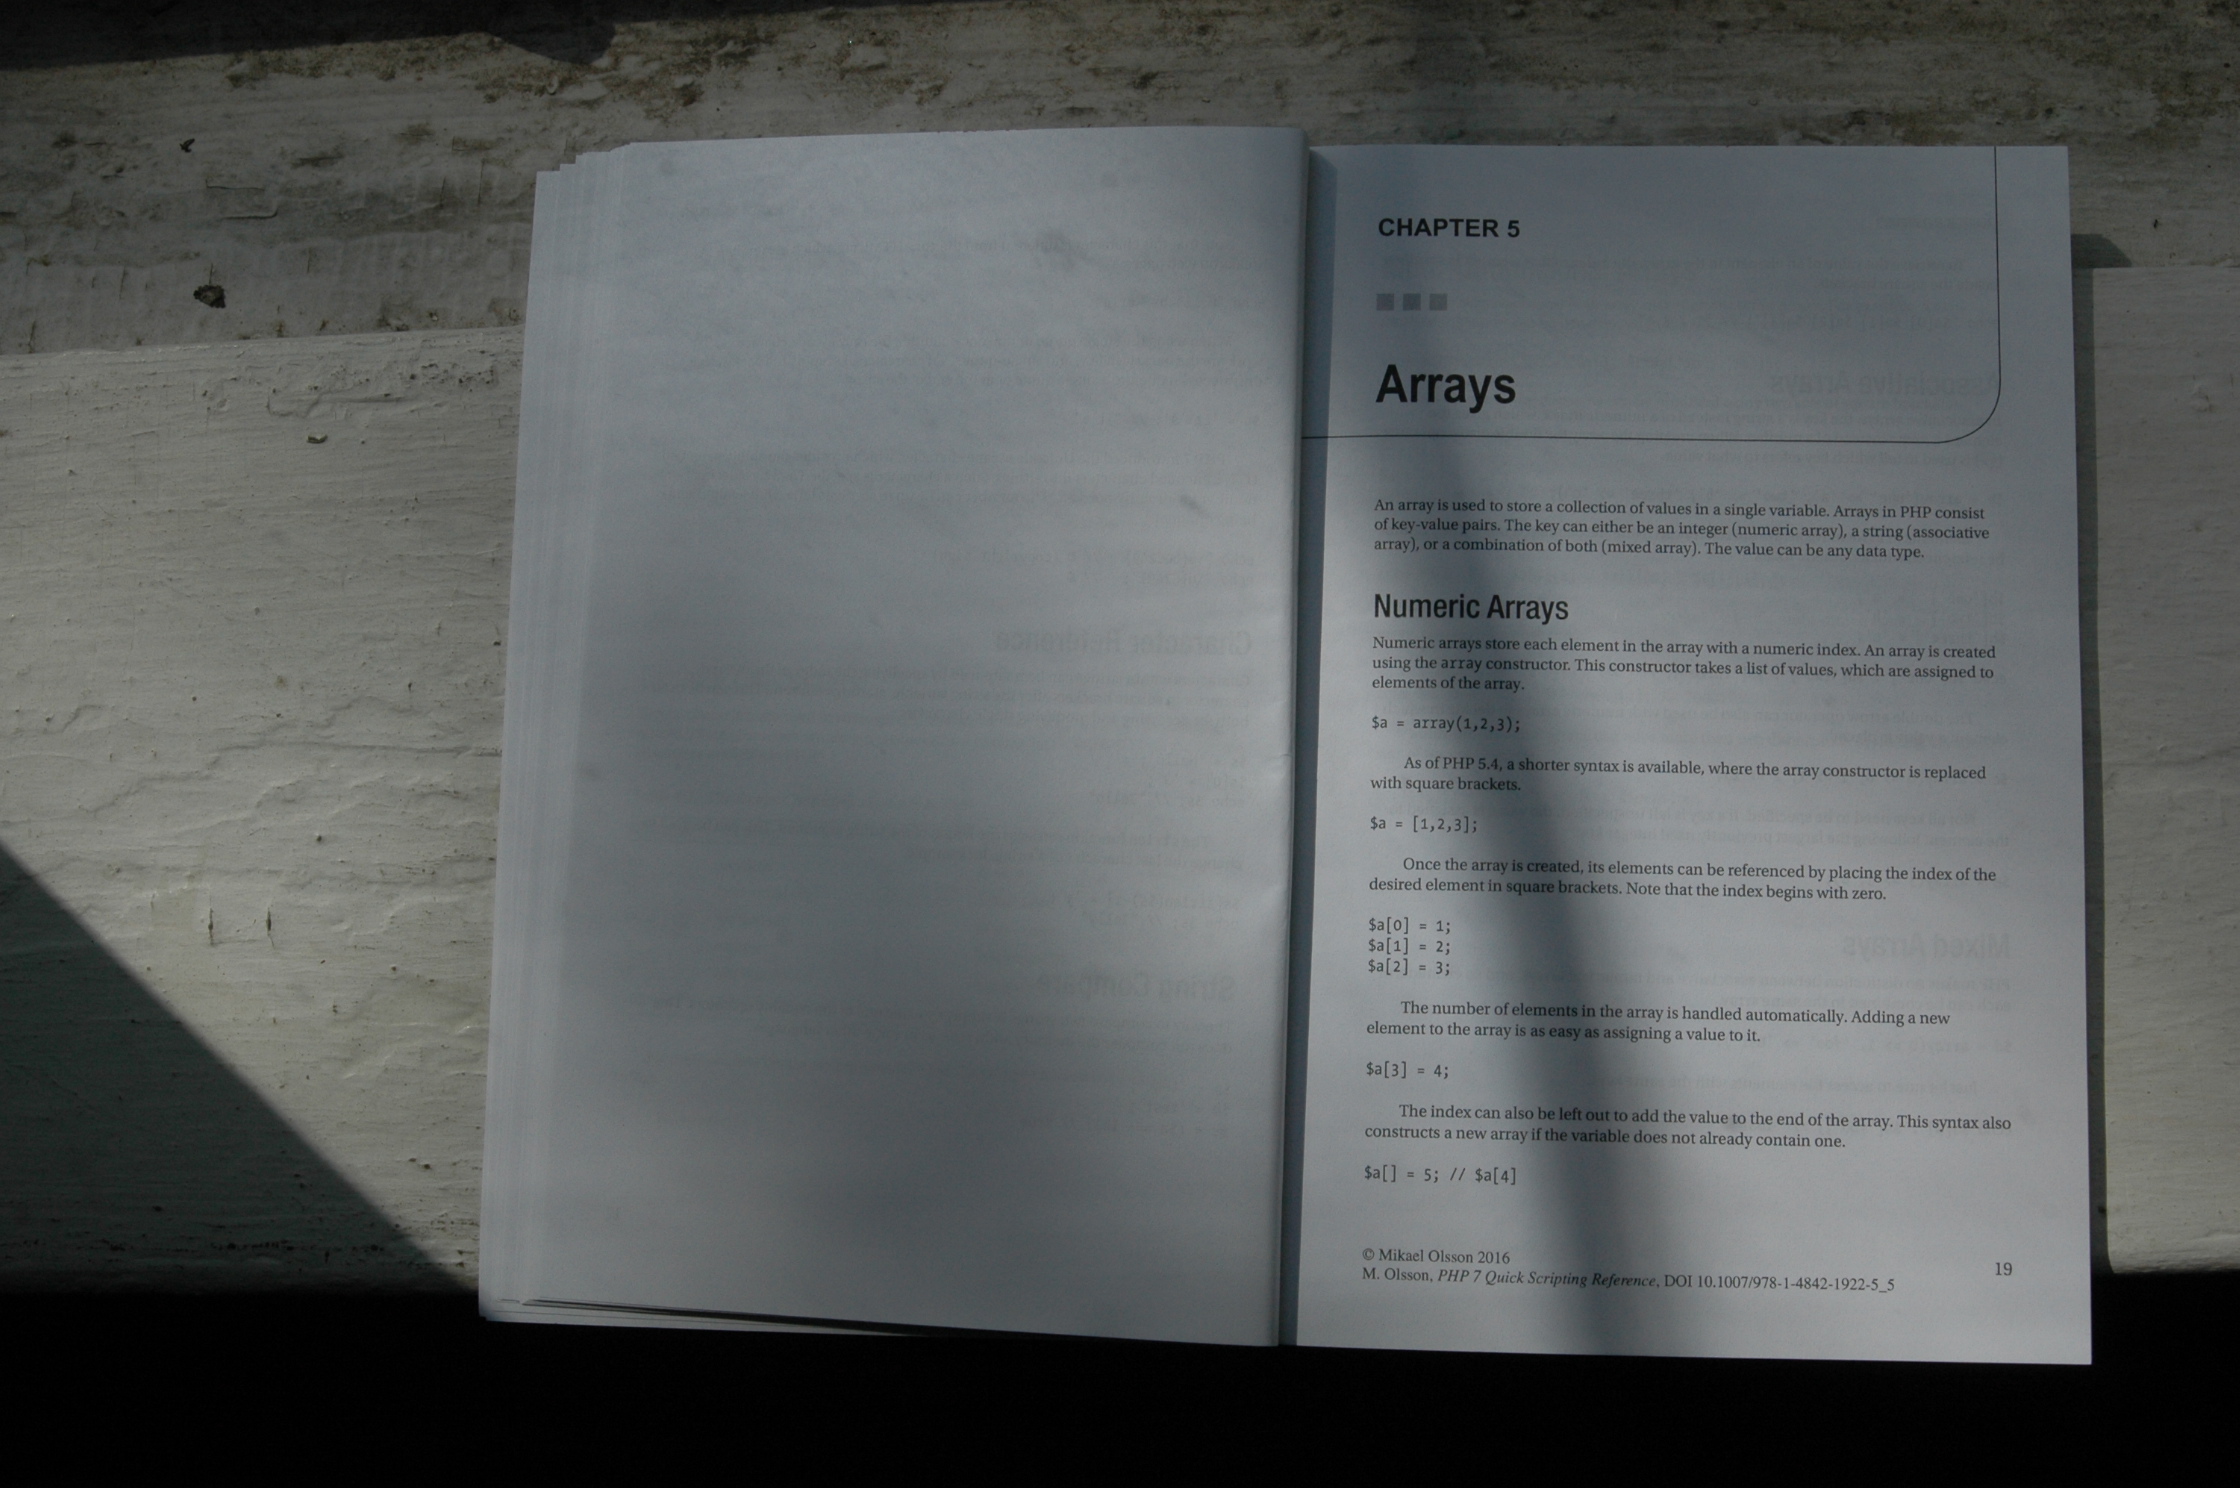 CHAPTER 5
Arrays
An array is used to store a collection of values in a single variable. Arrays in PHP consist
of key-value pairs. The key can either be an integer (numeric array), a string (associative
array), or a combination of both (mixed array). The value can be any data type.
Numeric Arrays
Numeric arrays store each element in the array with a numeric index. An array is created
using the array constructor. This constructor takes a list of values, which are assigned to
elements of the array.
$a = array(1,2,3);
As of PHP 5.4, a shorter syntax is available, where the array constructor is replaced
with square brackets.
$a = [1,2,3];
Once the array is created, its elements can be referenced by placing the index of the
desired element in square brackets. Note that the index begins with zero.
$a[0] = 1;
$a[1] = 2;
$a[2] = 3;
The number of elements in the array is handled automatically. Adding a new
element to the array is as easy as assigning a value to it.
$a[3] = 4;
The index can also be left out to add the value to the end of the array. This syntax also
constructs a new array if the variable does not already contain one.
$a[] = 5; // $a[4]
© Mikael Olsson 2016
M. Olsson, PHP 7 Quick Scripting Reference, DOI 10.1007/978-1-4842-1922-5_5
19